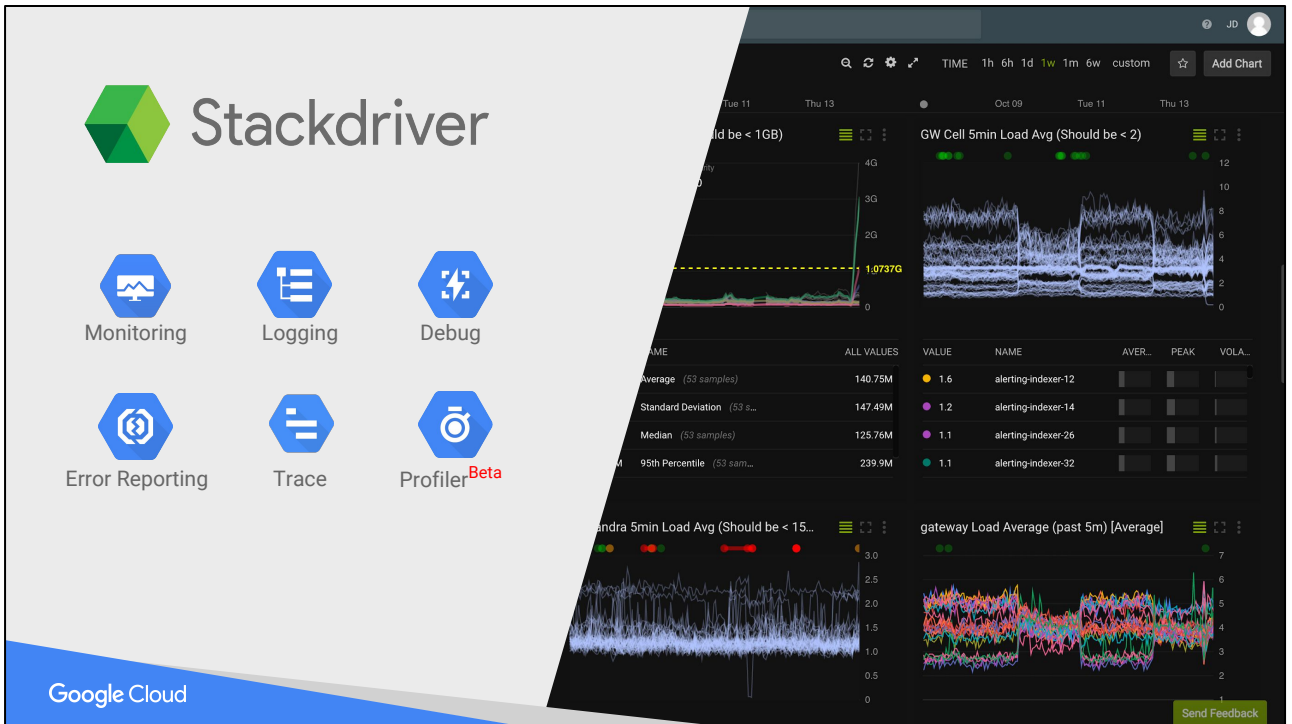 Stackdriver
Monitoring
Logging
Debug
Error Reporting
Trace
Profiler Beta
Google Cloud
JD
TIME 1h 6h 1d 1w 1m 6w custom
Add Chart
Tue 11 Thu 13
Oct 09 Tue 11 Thu 13
ld be < 1GB)
4G
3G
2G
1.0737G
0
AME ALL VALUES
Average (53 samples) 140.75M
Standard Deviation (53 s... 147.49M
Median (53 samples) 125.76M
M 95th Percentile (53 sam... 239.9M
GW Cell 5min Load Avg (Should be < 2)
12
10
8
6
4
2
0
VALUE NAME AVER... PEAK VOLA...
1.6 alerting-indexer-12
1.2 alerting-indexer-14
1.1 alerting-indexer-26
1.1 alerting-indexer-32
andra 5min Load Avg (Should be < 15...
3.0
2.5
2.0
1.5
1.0
0.5
0
gateway Load Average (past 5m) [Average]
7
6
5
4
3
2
1
Send Feedback